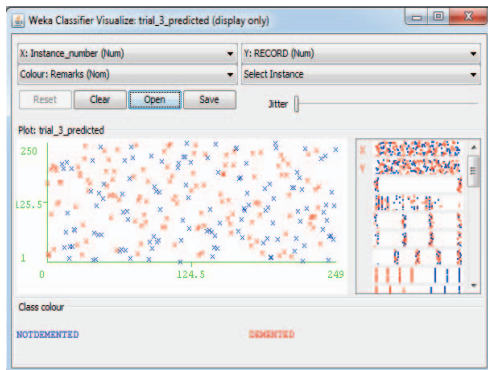 Weka Classifier Visualize: trial_3_predicted (display only)
X: Instance_number (Num)
Y: RECORD (Num)
Colour: Remarks (Nom)
Select Instance
Reset
Clear
Open
Save
Jitter
Plot: trial_3_predicted
250
125.5
1
0
124.5
249
X
Y
Class colour
NOTDEMENTED
DEMENTED